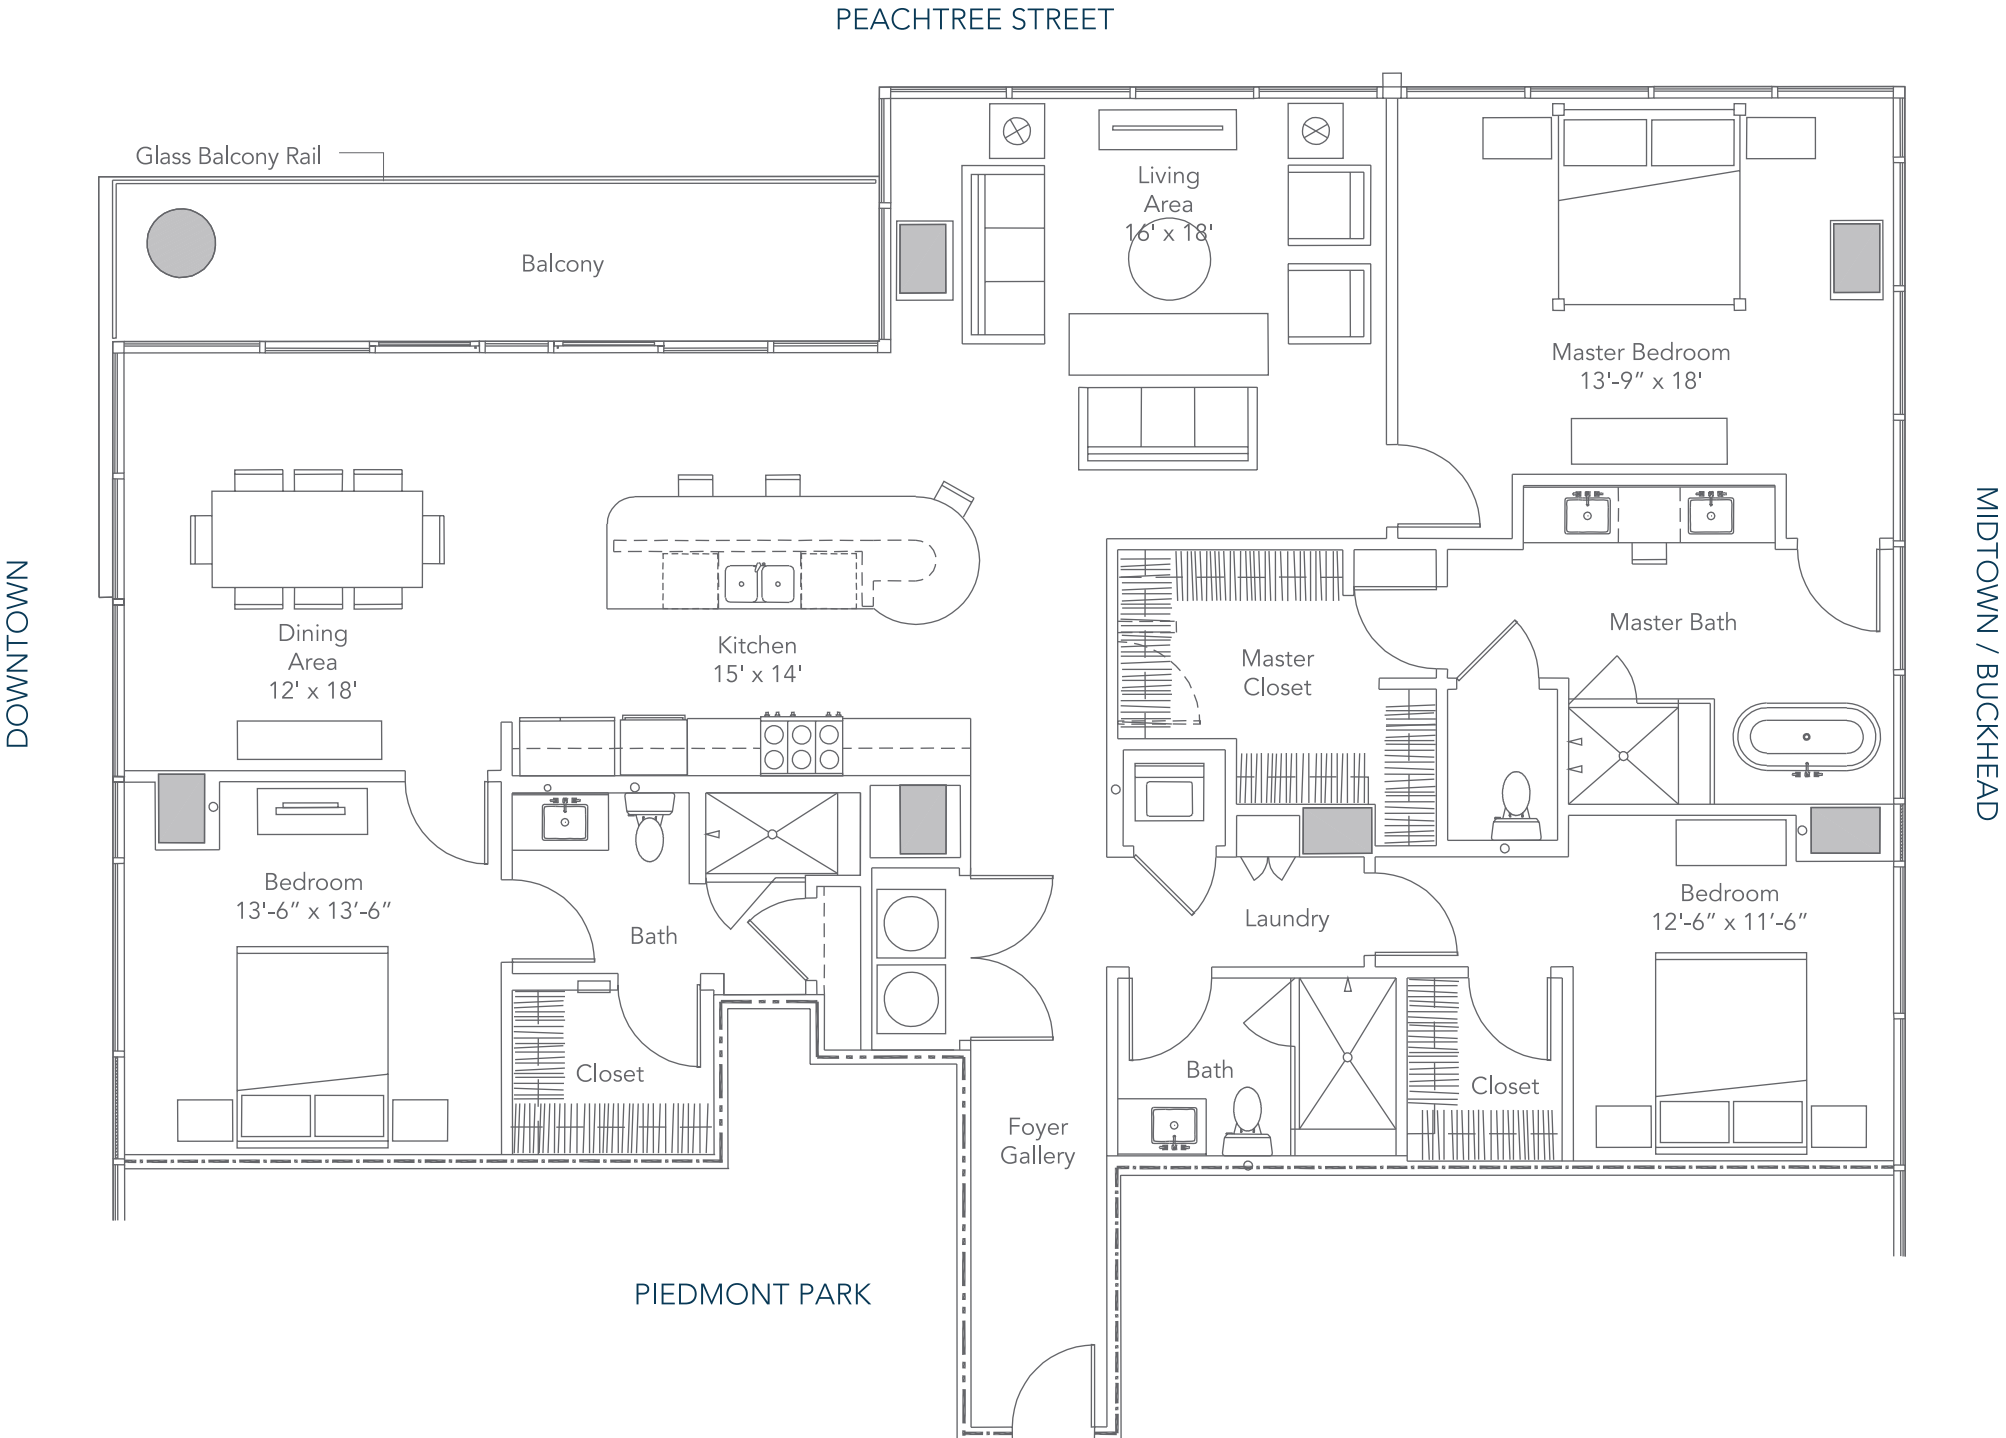 PEACHTREE STREET
Glass Balcony Rail
Balcony
Living
Area
16' x 18'
Master Bedroom
13'-9” x 18'
DOWNTOWN
MIDTOWN / BUCKHEAD
Dining
Area
12' x 18'
Kitchen
15' x 14'
Master
Closet
Master Bath
Bedroom
13'-6” x 13’-6”
Bath
Laundry
Bedroom
12'-6” x 11’-6”
Closet
Bath
Closet
Foyer
Gallery
PIEDMONT PARK